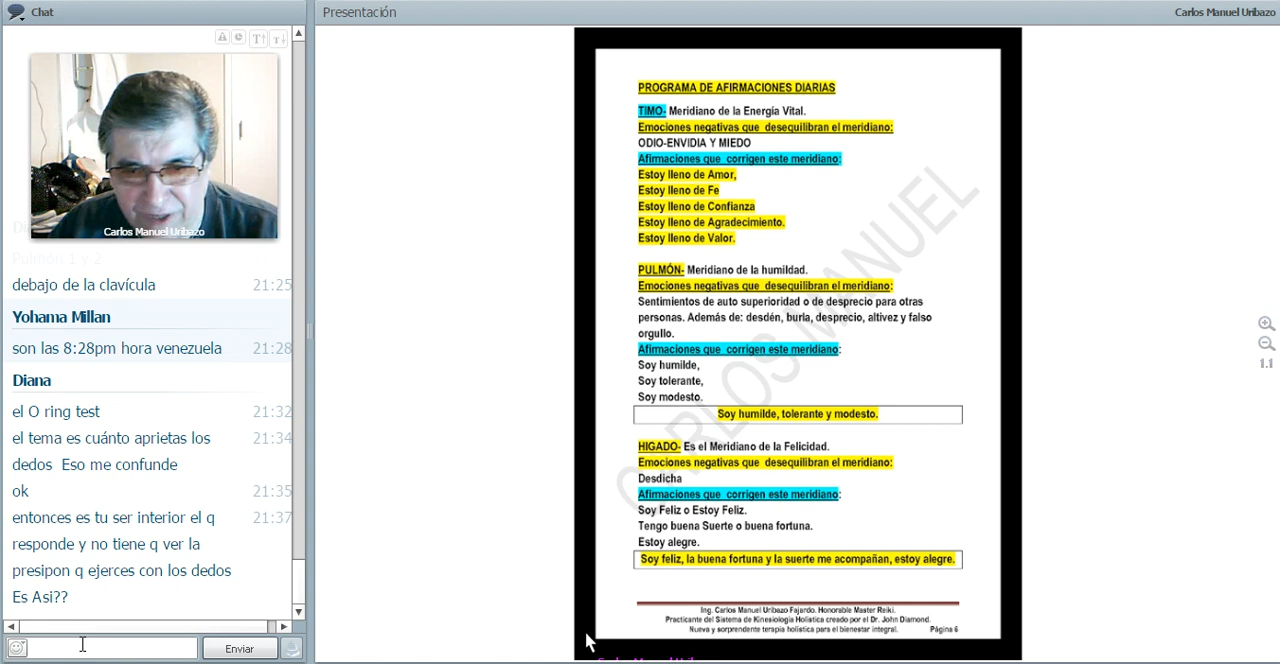 Chat
Carlos Manuel Uribazo
Pulmón 1 y 2
debajo de la clavícula 21:25
Yohama Millan
son las 8:28pm hora venezuela 21:28
Diana
el O ring test 21:32
el tema es cuánto aprietas los 21:34
dedos Eso me confunde
ok 21:35
entonces es tu ser interior el q 21:37
responde y no tiene q ver la
presipon q ejerces con los dedos
Es Asi??
Enviar
Presentación
Carlos Manuel Uribazo
PROGRAMA DE AFIRMACIONES DIARIAS
TIMO- Meridiano de la Energía Vital.
Emociones negativas que desequilibran el meridiano:
ODIO-ENVIDIA Y MIEDO
Afirmaciones que corrigen este meridiano:
Estoy lleno de Amor,
Estoy lleno de Fe
Estoy lleno de Confianza
Estoy lleno de Agradecimiento.
Estoy lleno de Valor.
PULMÓN- Meridiano de la humildad.
Emociones negativas que desequilibran el meridiano:
Sentimientos de auto superioridad o de desprecio para otras
personas. Además de: desdén, burla, desprecio, altivez y falso
orgullo.
Afirmaciones que corrigen este meridiano:
Soy humilde,
Soy tolerante,
Soy modesto.
Soy humilde, tolerante y modesto.
HIGADO- Es el Meridiano de la Felicidad.
Emociones negativas que desequilibran el meridiano:
Desdicha
Afirmaciones que corrigen este meridiano:
Soy Feliz o Estoy Feliz.
Tengo buena Suerte o buena fortuna.
Estoy alegre.
Soy feliz, la buena fortuna y la suerte me acompañan, estoy alegre.
Ing. Carlos Manuel Uribazo Fajardo. Honorable Master Reiki.
Practicante del Sistema de Kinesiología Holística creado por el Dr. John Diamond.
Nueva y sorprendente terapia holística para el bienestar integral. Página 6
CARLOS MANUEL
1.1